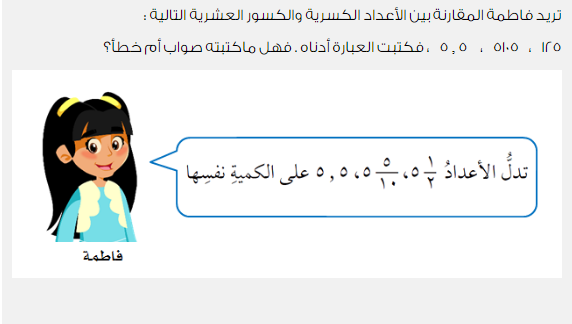 تريد فاطمة المقارنة بين الأعداد الكسرية والكسور العشرية التالية :
١٢٥ ، ٥١٠٥ ، ٥,٥ ، فكتبت العبارة أدناه . فهل ماكتبته صواب أم خطأ؟
تدلُّ الأعدادُ ٥ ١/٢ ، ٥ ٥/١٠ ، ٥,٥ على الكميةِ نفسِها
فاطمة